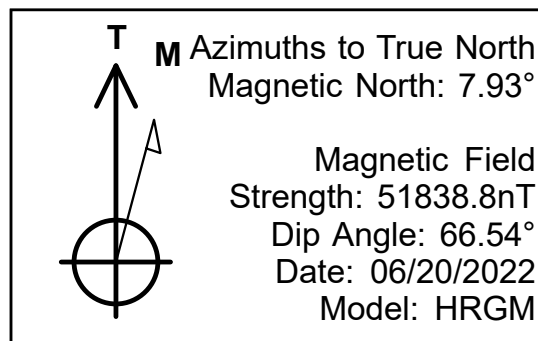 T
M
Azimuths to True North
Magnetic North: 7.93°
Magnetic Field
Strength: 51838.8nT
Dip Angle: 66.54°
Date: 06/20/2022
Model: HRGM